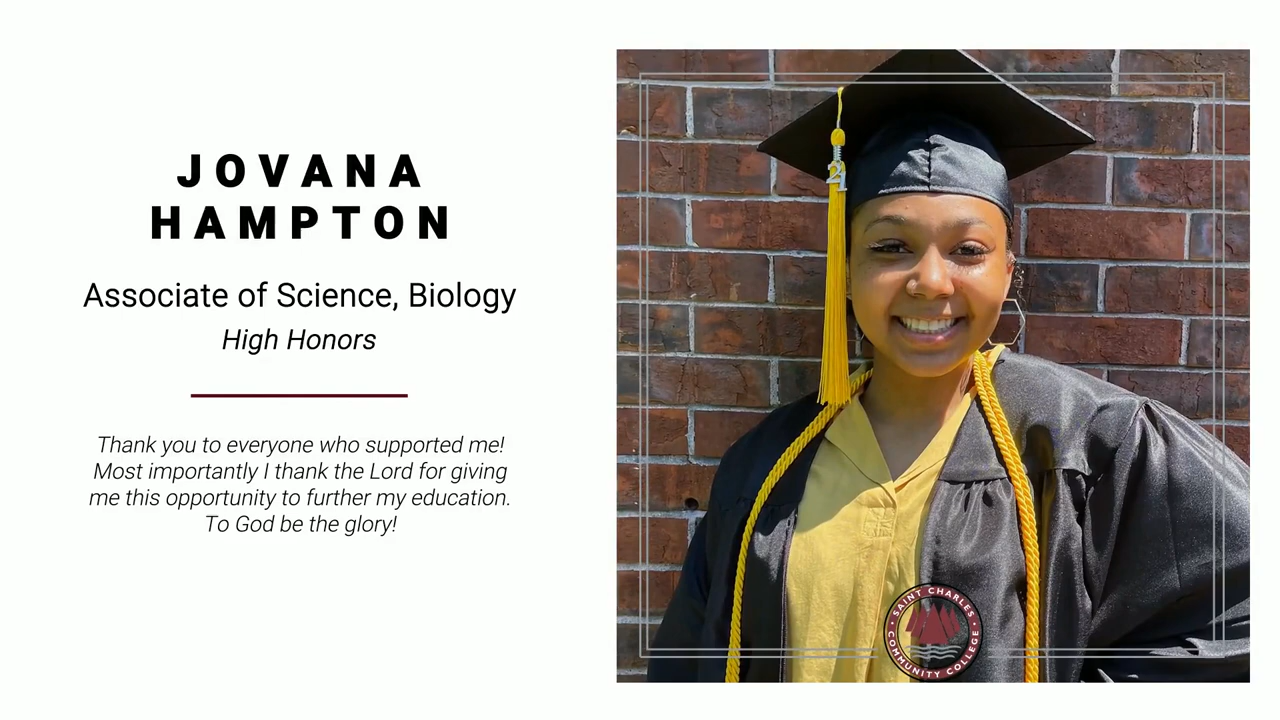 JOVANA
HAMPTON
Associate of Science, Biology
High Honors
Thank you to everyone who supported me!
Most importantly I thank the Lord for giving
me this opportunity to further my education.
To God be the glory!
21
SAINT CHARLES
COMMUNITY COLLEGE